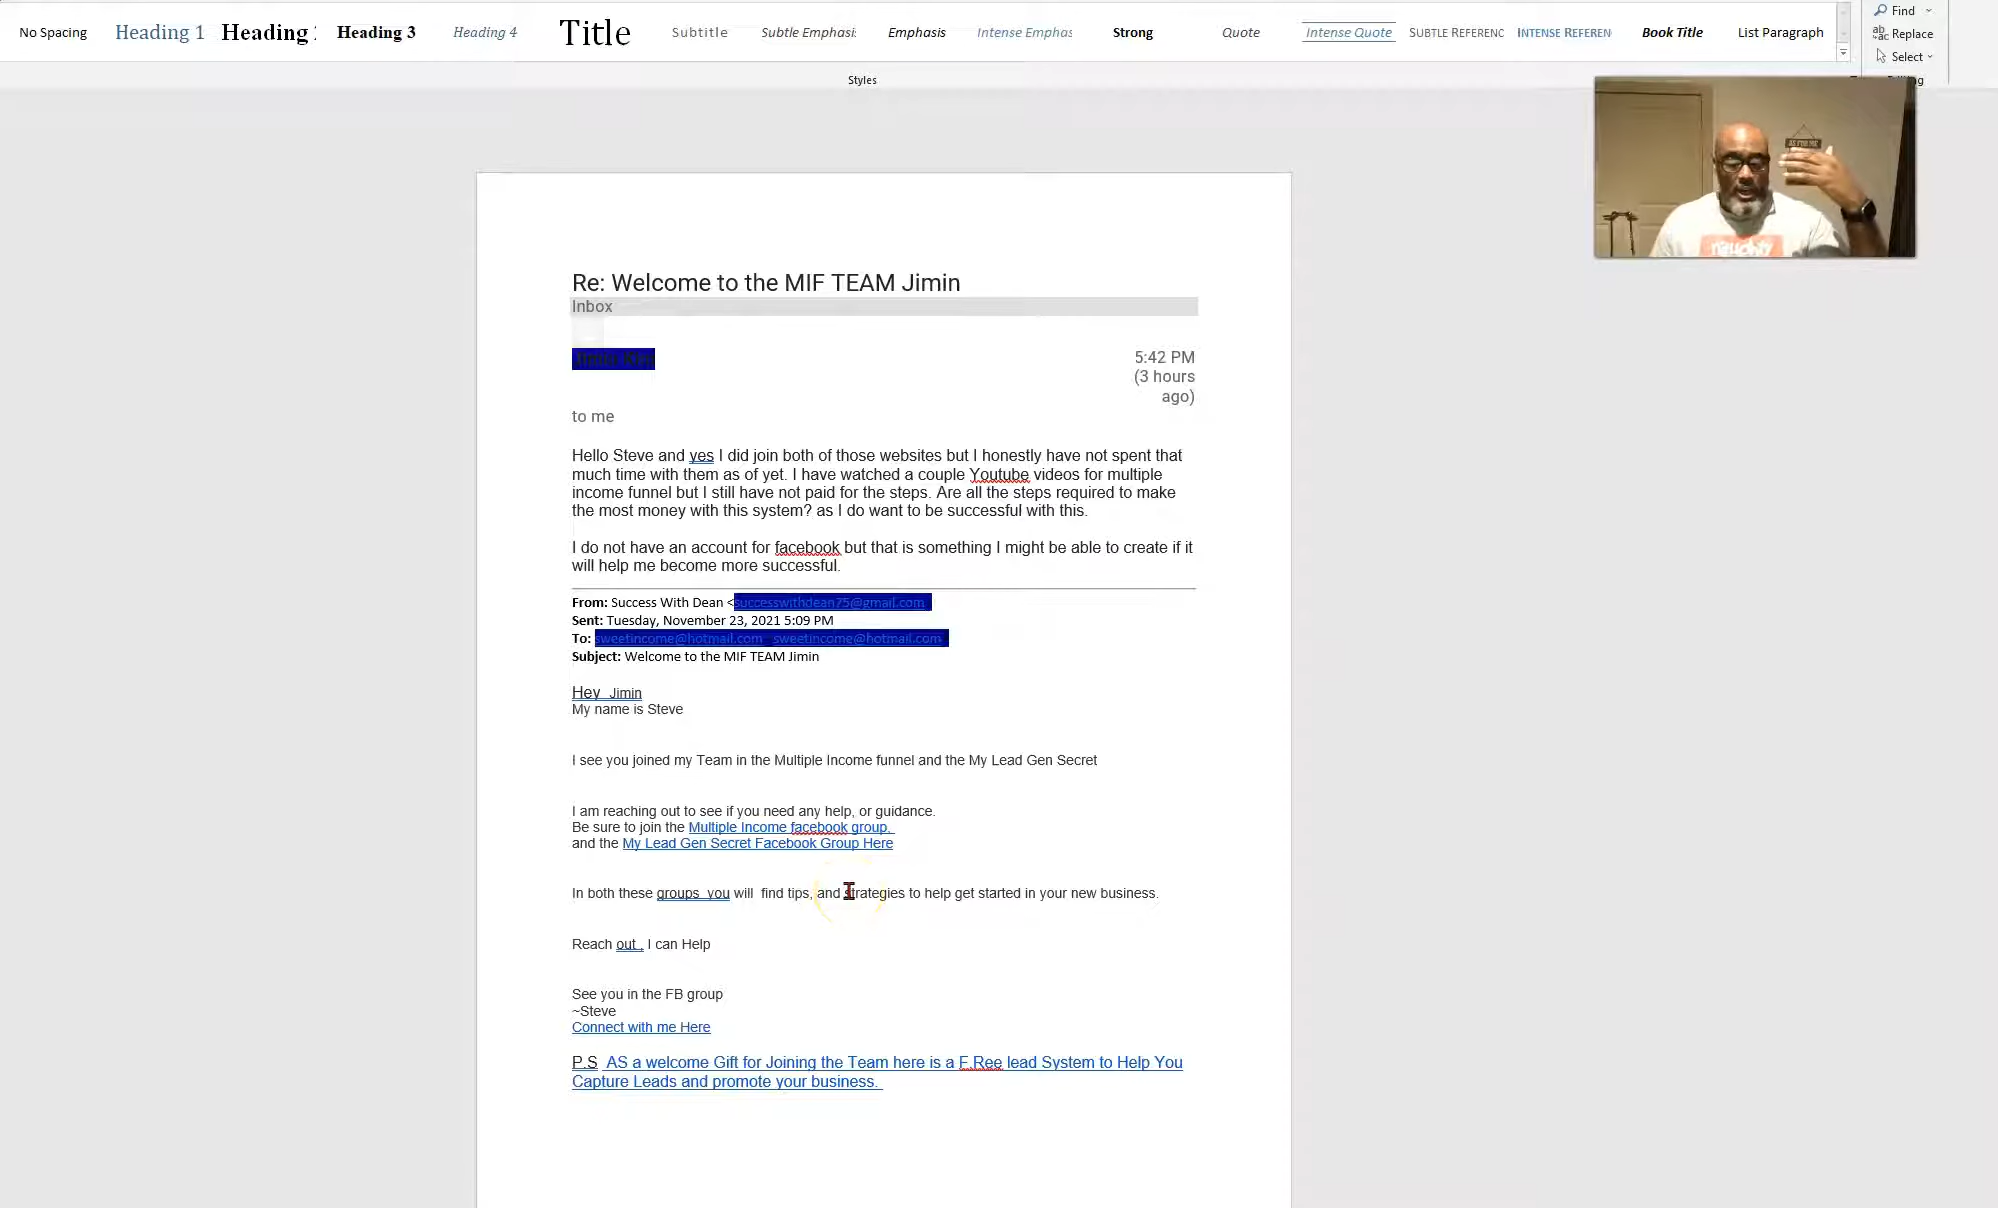 No Spacing Heading 1 Heading Heading 3 Heading 4 Title Subtitle Subtle Emphasi Emphasis Intense Emphas Strong Quote Intense Quote SUBTLE REFERENC INTENSE REFEREN Book Title List Paragraph
Find
Replace
Select
Styles
AS FOR ME
naughty
Re: Welcome to the MIF TEAM Jimin
Inbox
5:42 PM
(3 hours
ago)
to me
Hello Steve and yes I did join both of those websites but I honestly have not spent that
much time with them as of yet. I have watched a couple Youtube videos for multiple
income funnel but I still have not paid for the steps. Are all the steps required to make
the most money with this system? as I do want to be successful with this.
I do not have an account for facebook but that is something I might be able to create if it
will help me become more successful.
From: Success With Dean <successwithdean75@gmail.com
Sent: Tuesday, November 23, 2021 5:09 PM
To: sweetincome@hotmail.com sweetincome@hotmail.com
Subject: Welcome to the MIF TEAM Jimin
Hey Jimin
My name is Steve
I see you joined my Team in the Multiple Income funnel and the My Lead Gen Secret
I am reaching out to see if you need any help, or guidance.
Be sure to join the Multiple Income facebook group.
and the My Lead Gen Secret Facebook Group Here
In both these groups you will find tips, and strategies to help get started in your new business.
Reach out , I can Help
See you in the FB group
~Steve
Connect with me Here
P.S AS a welcome Gift for Joining the Team here is a F.Ree lead System to Help You
Capture Leads and promote your business.